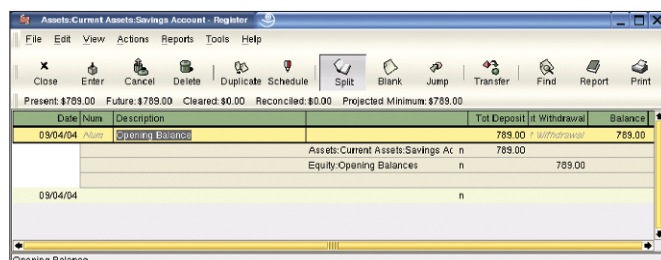 Assets:Current Assets:Savings Account - Register
File Edit View Actions Reports Tools Help
Close Enter Cancel Delete Duplicate Schedule Split Blank Jump Transfer Find Report Print
Present: $789.00 Future: $789.00 Cleared: $0.00 Reconciled: $0.00 Projected Minimum: $789.00
Date Num Description Tot Deposit ot Withdrawal Balance
09/04/04 Num Opening Balance 789.00 Withdrawal 789.00
Assets:Current Assets:Savings Ac n 789.00
Equity:Opening Balances n 789.00
09/04/04 n
Opening Balance